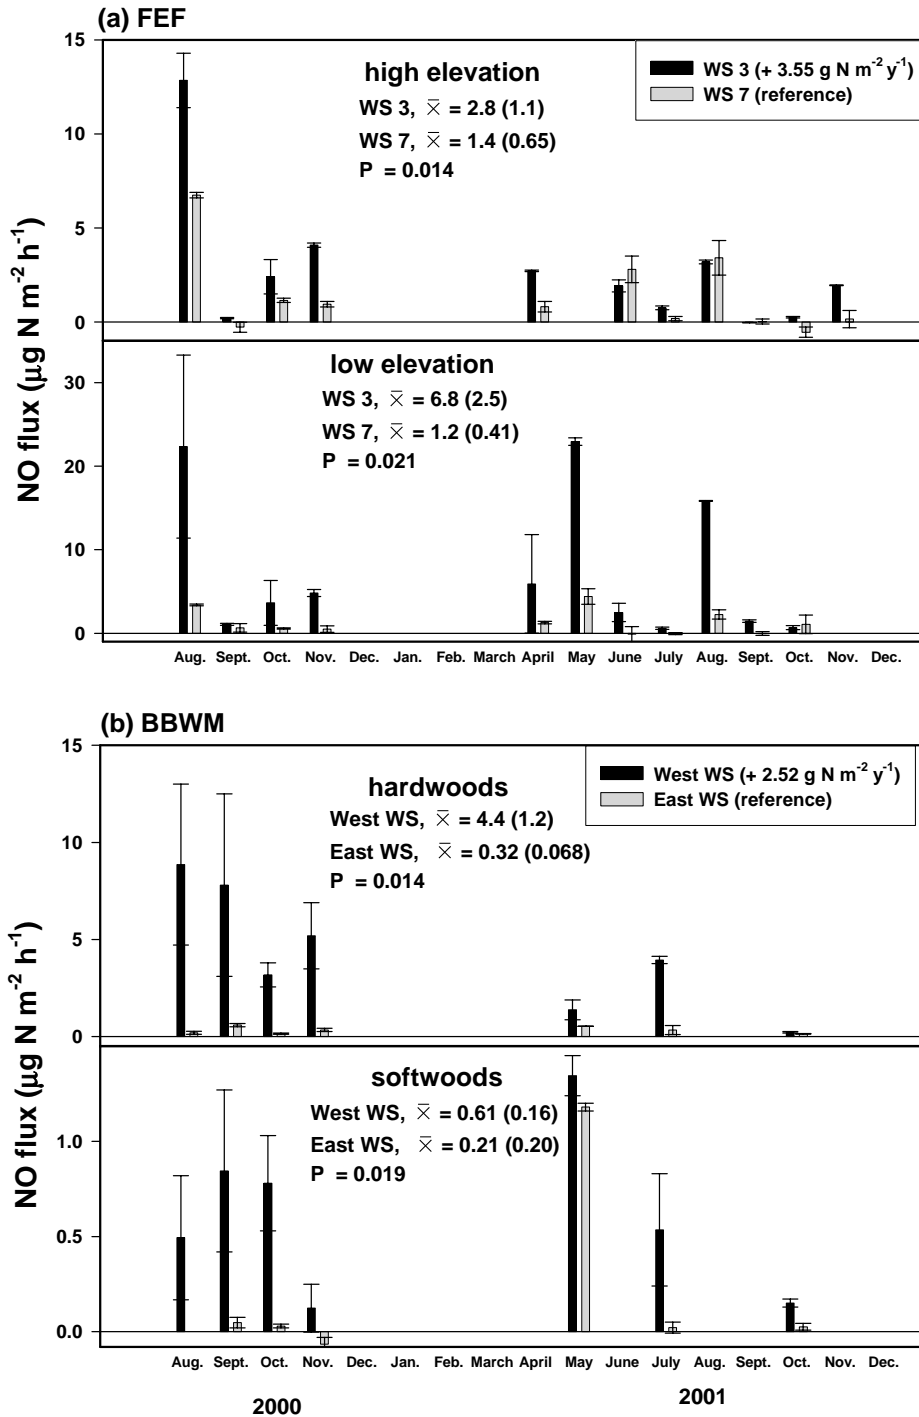 (a) FEF
15
10
5
0
high elevation
WS 3, x̄ = 2.8 (1.1)
WS 7, x̄ = 1.4 (0.65)
P = 0.014
WS 3 (+ 3.55 g N m⁻² y⁻¹)
WS 7 (reference)
NO flux (μg N m⁻² h⁻¹)
30
20
10
0
low elevation
WS 3, x̄ = 6.8 (2.5)
WS 7, x̄ = 1.2 (0.41)
P = 0.021
Aug. Sept. Oct. Nov. Dec. Jan. Feb. March April May June July Aug. Sept. Oct. Nov. Dec.
(b) BBWM
15
10
5
0
hardwoods
West WS, x̄ = 4.4 (1.2)
East WS, x̄ = 0.32 (0.068)
P = 0.014
West WS (+ 2.52 g N m⁻² y⁻¹)
East WS (reference)
NO flux (μg N m⁻² h⁻¹)
1.0
0.5
0.0
softwoods
West WS, x̄ = 0.61 (0.16)
East WS, x̄ = 0.21 (0.20)
P = 0.019
Aug. Sept. Oct. Nov. Dec. Jan. Feb. March April May June July Aug. Sept. Oct. Nov. Dec.
2000 2001